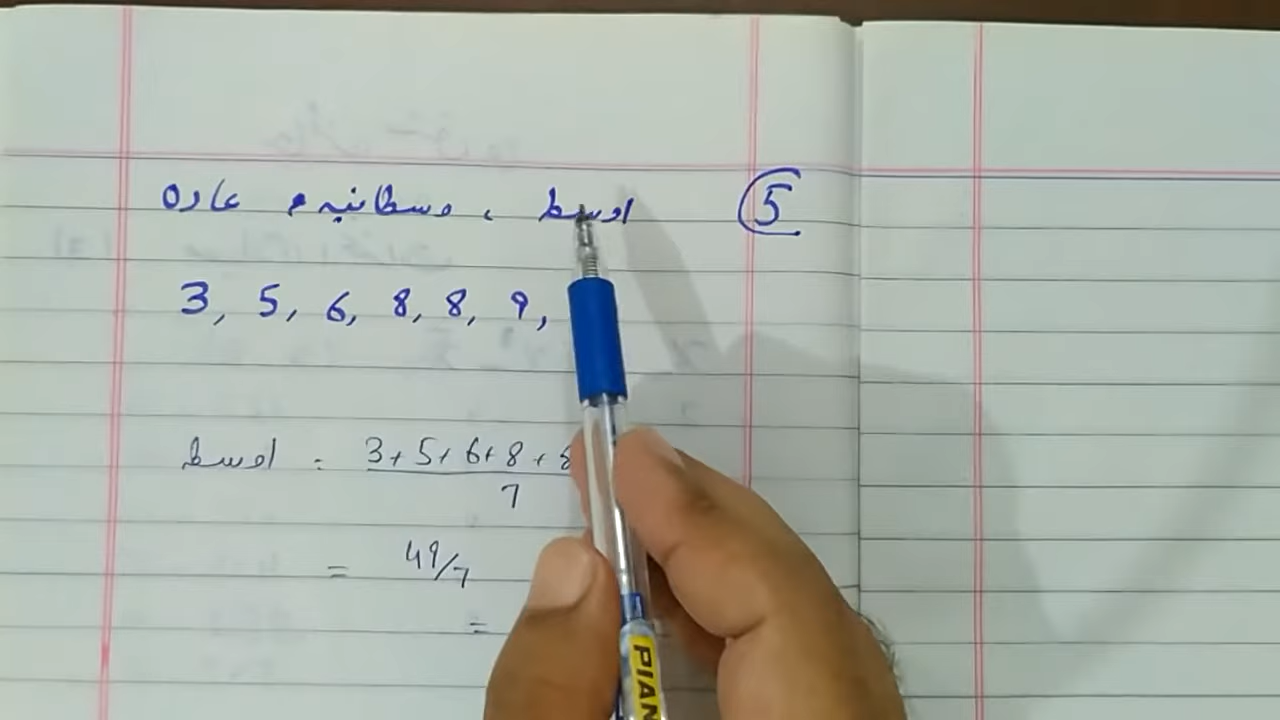 5 اوسط ، وسطانیہ ، عادہ
3, 5, 6, 8, 8, 9,
اوسط = 3+5+6+8+8
7
= 49/7
=
PIAN